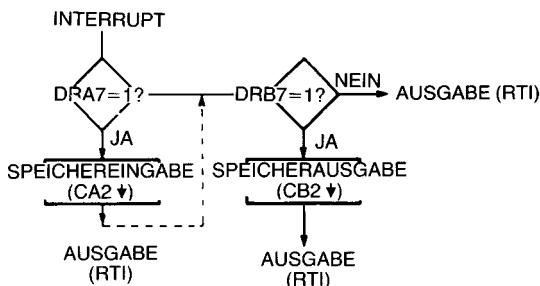 INTERRUPT
DRA7=1?
DRB7=1?
NEIN
AUSGABE (RTI)
JA
JA
SPEICHEREINGABE
(CA2 ↓)
SPEICHERAUSGABE
(CB2 ↓)
AUSGABE
(RTI)
AUSGABE
(RTI)